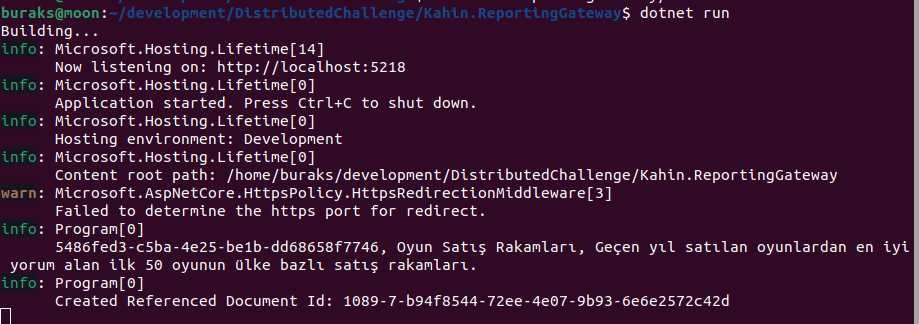 buraks@moon:~/development/DistributedChallenge/Kahin.ReportingGateway$ dotnet run
Building...
info: Microsoft.Hosting.Lifetime[14]
Now listening on: http://localhost:5218
info: Microsoft.Hosting.Lifetime[0]
Application started. Press Ctrl+C to shut down.
info: Microsoft.Hosting.Lifetime[0]
Hosting environment: Development
info: Microsoft.Hosting.Lifetime[0]
Content root path: /home/buraks/development/DistributedChallenge/Kahin.ReportingGateway
warn: Microsoft.AspNetCore.HttpsPolicy.HttpsRedirectionMiddleware[3]
Failed to determine the https port for redirect.
info: Program[0]
5486fed3-c5ba-4e25-be1b-dd68658f7746, Oyun Satış Rakamları, Geçen yıl satılan oyunlardan en iyi
yorum alan ilk 50 oyunun ülke bazlı satış rakamları.
info: Program[0]
Created Referenced Document Id: 1089-7-b94f8544-72ee-4e07-9b93-6e6e2572c42d